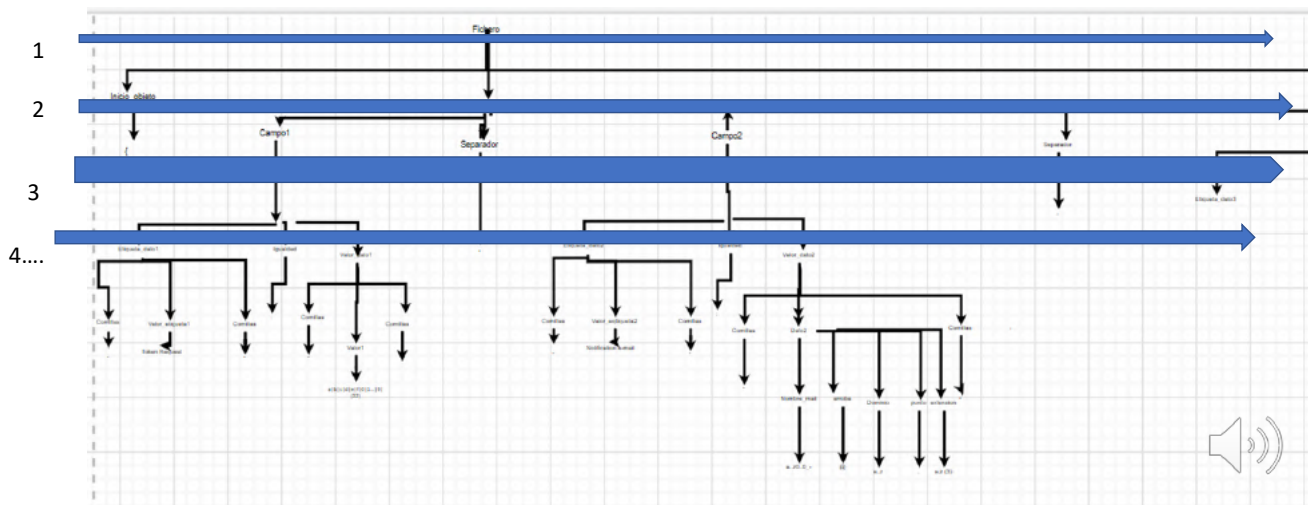 Fichero
1
Inicio_objeto
2
Campo1
Separador
Campo2
Separador
{
3
Etiqueta_dato3
4....
Etiqueta_dato1
Igualdad
Valor_dato1
Igualdad
Valor_dato2
Comillas
Valor_etiqueta1
Comillas
Comillas
Comillas
Comillas
Valor_etiqueta2
Comillas
Comillas
Dato2
Comillas
Valor1
Nombre_mail
arroba
Dominio
punto
extension